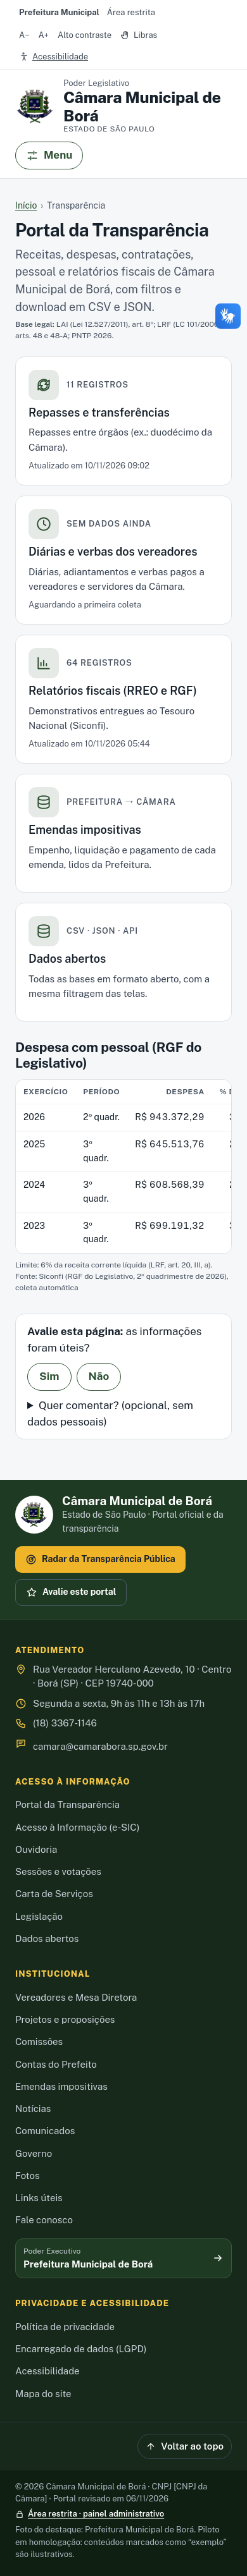 Prefeitura Municipal Área restrita
A− A+ Alto contraste Libras
Acessibilidade
Poder Legislativo
Câmara Municipal de
Borá
ESTADO DE SÃO PAULO
Menu
Início › Transparência
Portal da Transparência
Receitas, despesas, contratações,
pessoal e relatórios fiscais de Câmara
Municipal de Borá, com filtros e
download em CSV e JSON.
Base legal: LAI (Lei 12.527/2011), art. 8º; LRF (LC 101/2000),
arts. 48 e 48-A; PNTP 2026.
11 REGISTROS
Repasses e transferências
Repasses entre órgãos (ex.: duodécimo da
Câmara).
Atualizado em 10/11/2026 09:02
SEM DADOS AINDA
Diárias e verbas dos vereadores
Diárias, adiantamentos e verbas pagos a
vereadores e servidores da Câmara.
Aguardando a primeira coleta
64 REGISTROS
Relatórios fiscais (RREO e RGF)
Demonstrativos entregues ao Tesouro
Nacional (Siconfi).
Atualizado em 10/11/2026 05:44
PREFEITURA → CÂMARA
Emendas impositivas
Empenho, liquidação e pagamento de cada
emenda, lidos da Prefeitura.
CSV · JSON · API
Dados abertos
Todas as bases em formato aberto, com a
mesma filtragem das telas.
Despesa com pessoal (RGF do
Legislativo)
EXERCÍCIO PERÍODO DESPESA %
2026 2º quadr. R$ 943.372,29
2025 3º quadr. R$ 645.513,76
2024 3º quadr. R$ 608.568,39
2023 3º quadr. R$ 699.191,32
Limite: 6% da receita corrente líquida (LRF, art. 20, III, a).
Fonte: Siconfi (RGF do Legislativo, 2º quadrimestre de 2026),
coleta automática
Avalie esta página: as informações
foram úteis?
Sim Não
Quer comentar? (opcional, sem
dados pessoais)
Câmara Municipal de Borá
Estado de São Paulo · Portal oficial e da
transparência
Radar da Transparência Pública
Avalie este portal
ATENDIMENTO
Rua Vereador Herculano Azevedo, 10 · Centro
· Borá (SP) · CEP 19740-000
Segunda a sexta, 9h às 11h e 13h às 17h
(18) 3367-1146
camara@camarabora.sp.gov.br
ACESSO À INFORMAÇÃO
Portal da Transparência
Acesso à Informação (e-SIC)
Ouvidoria
Sessões e votações
Carta de Serviços
Legislação
Dados abertos
INSTITUCIONAL
Vereadores e Mesa Diretora
Projetos e proposições
Comissões
Contas do Prefeito
Emendas impositivas
Notícias
Comunicados
Governo
Fotos
Links úteis
Fale conosco
Poder Executivo
Prefeitura Municipal de Borá →
PRIVACIDADE E ACESSIBILIDADE
Política de privacidade
Encarregado de dados (LGPD)
Acessibilidade
Mapa do site
↑ Voltar ao topo
© 2026 Câmara Municipal de Borá · CNPJ [CNPJ da
Câmara] · Portal revisado em 06/11/2026
Área restrita · painel administrativo
Foto do destaque: Prefeitura Municipal de Borá. Piloto
em homologação: conteúdos marcados como “exemplo”
são ilustrativos.